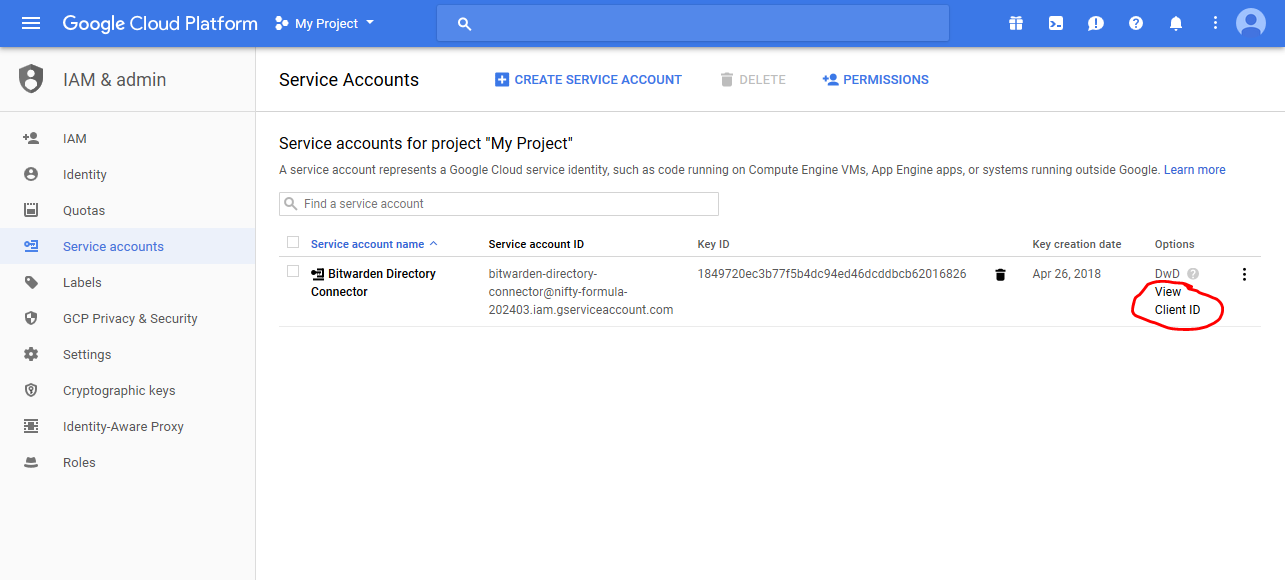 Google Cloud Platform My Project
IAM & admin
Service Accounts CREATE SERVICE ACCOUNT DELETE PERMISSIONS
IAM
Identity
Quotas
Service accounts
Labels
GCP Privacy & Security
Settings
Cryptographic keys
Identity-Aware Proxy
Roles
Service accounts for project "My Project"
A service account represents a Google Cloud service identity, such as code running on Compute Engine VMs, App Engine apps, or systems running outside Google. Learn more
Find a service account
Service account name Service account ID Key ID Key creation date Options
Bitwarden Directory
Connector
bitwarden-directory-
connector@nifty-formula-
202403.iam.gserviceaccount.com
1849720ec3b77f5b4dc94ed46dcddbcb62016826
Apr 26, 2018
DwD
View
Client ID